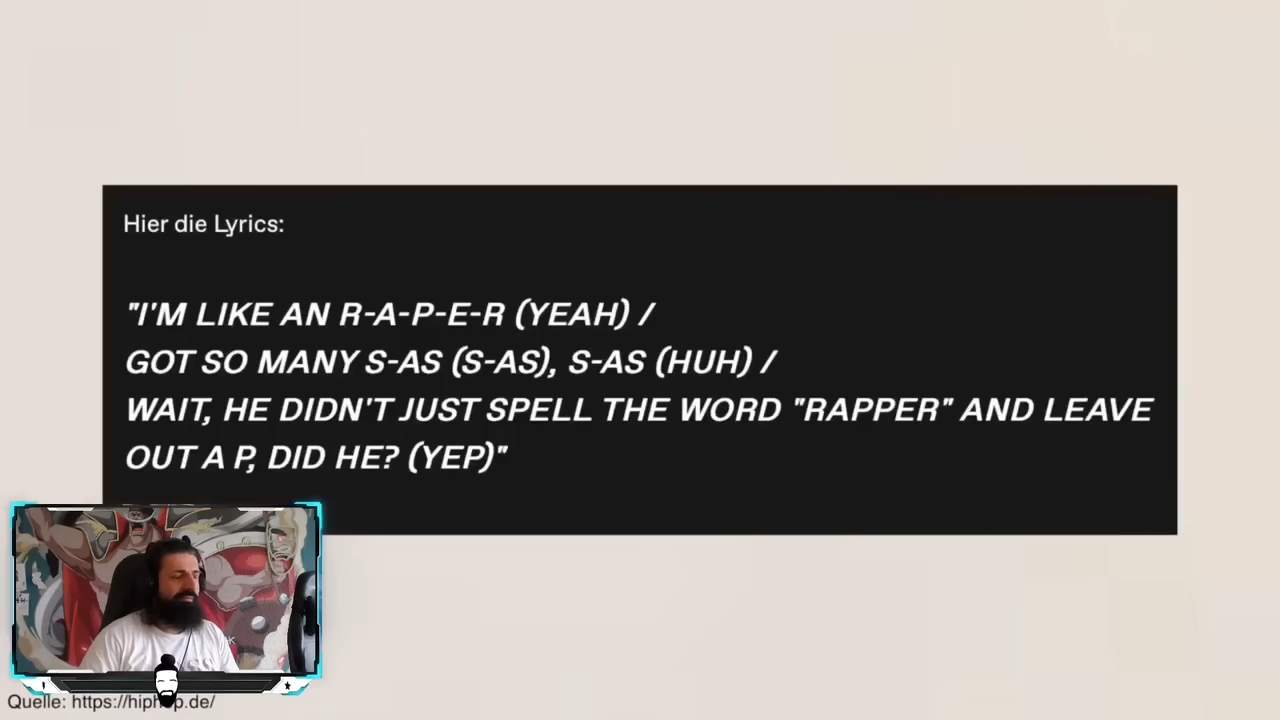 Hier die Lyrics:
"I'M LIKE AN R-A-P-E-R (YEAH) /
GOT SO MANY S-AS (S-AS), S-AS (HUH) /
WAIT, HE DIDN'T JUST SPELL THE WORD "RAPPER" AND LEAVE
OUT A P, DID HE? (YEP)"
Quelle: https://hiphop.de/